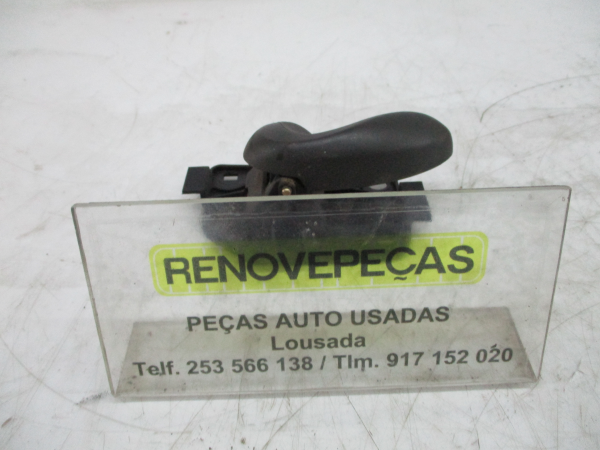 RENOVEPEÇAS
PEÇAS AUTO USADAS
Lousada
Telf. 253 566 138 / Tlm. 917 152 020